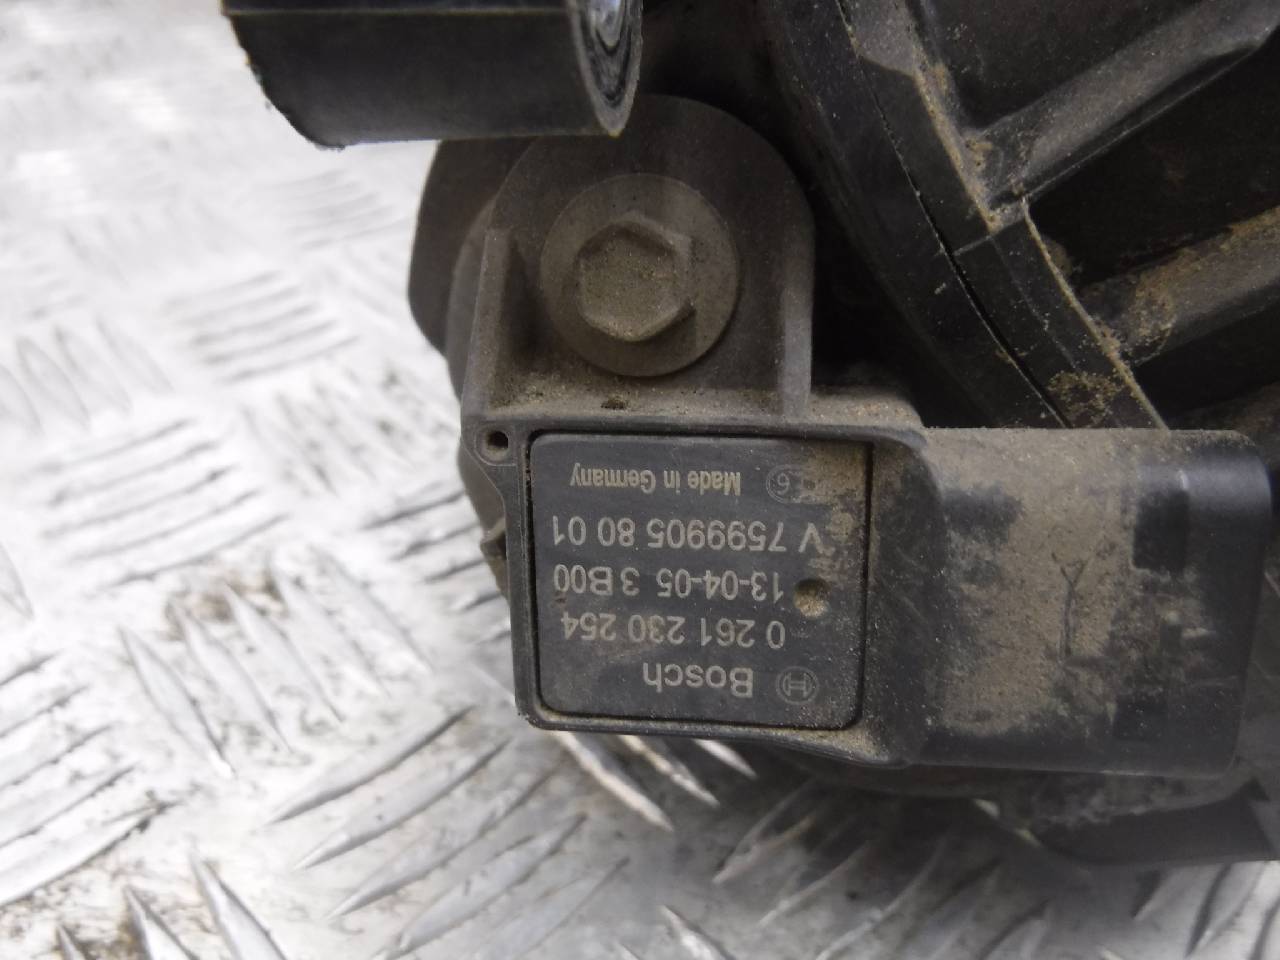 Bosch
0 261 230 254
13-04-05 3 B00
V 7599905 80 01
Made in Germany